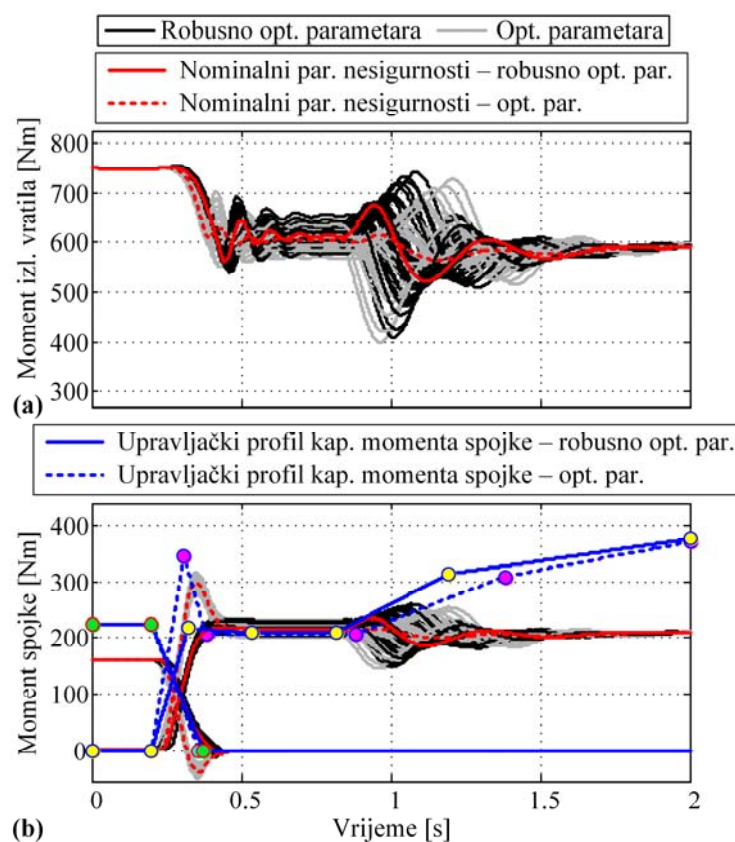 Robusno opt. parametara Opt. parametara
Nominalni par. nesigurnosti – robusno opt. par.
Nominalni par. nesigurnosti – opt. par.
800
700
600
500
400
300
Moment izl. vratila [Nm]
(a)
Upravljački profil kap. momenta spojke – robusno opt. par.
Upravljački profil kap. momenta spojke – opt. par.
400
300
200
100
0
Moment spojke [Nm]
0 0.5 1 1.5 2
(b)
Vrijeme [s]